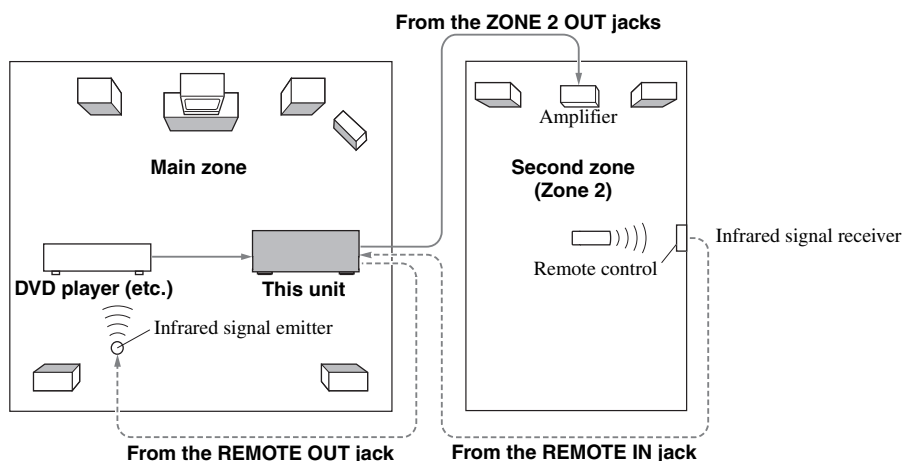 From the ZONE 2 OUT jacks
Amplifier
Main zone
Second zone
(Zone 2)
Infrared signal receiver
Remote control
DVD player (etc.)
This unit
Infrared signal emitter
From the REMOTE OUT jack
From the REMOTE IN jack